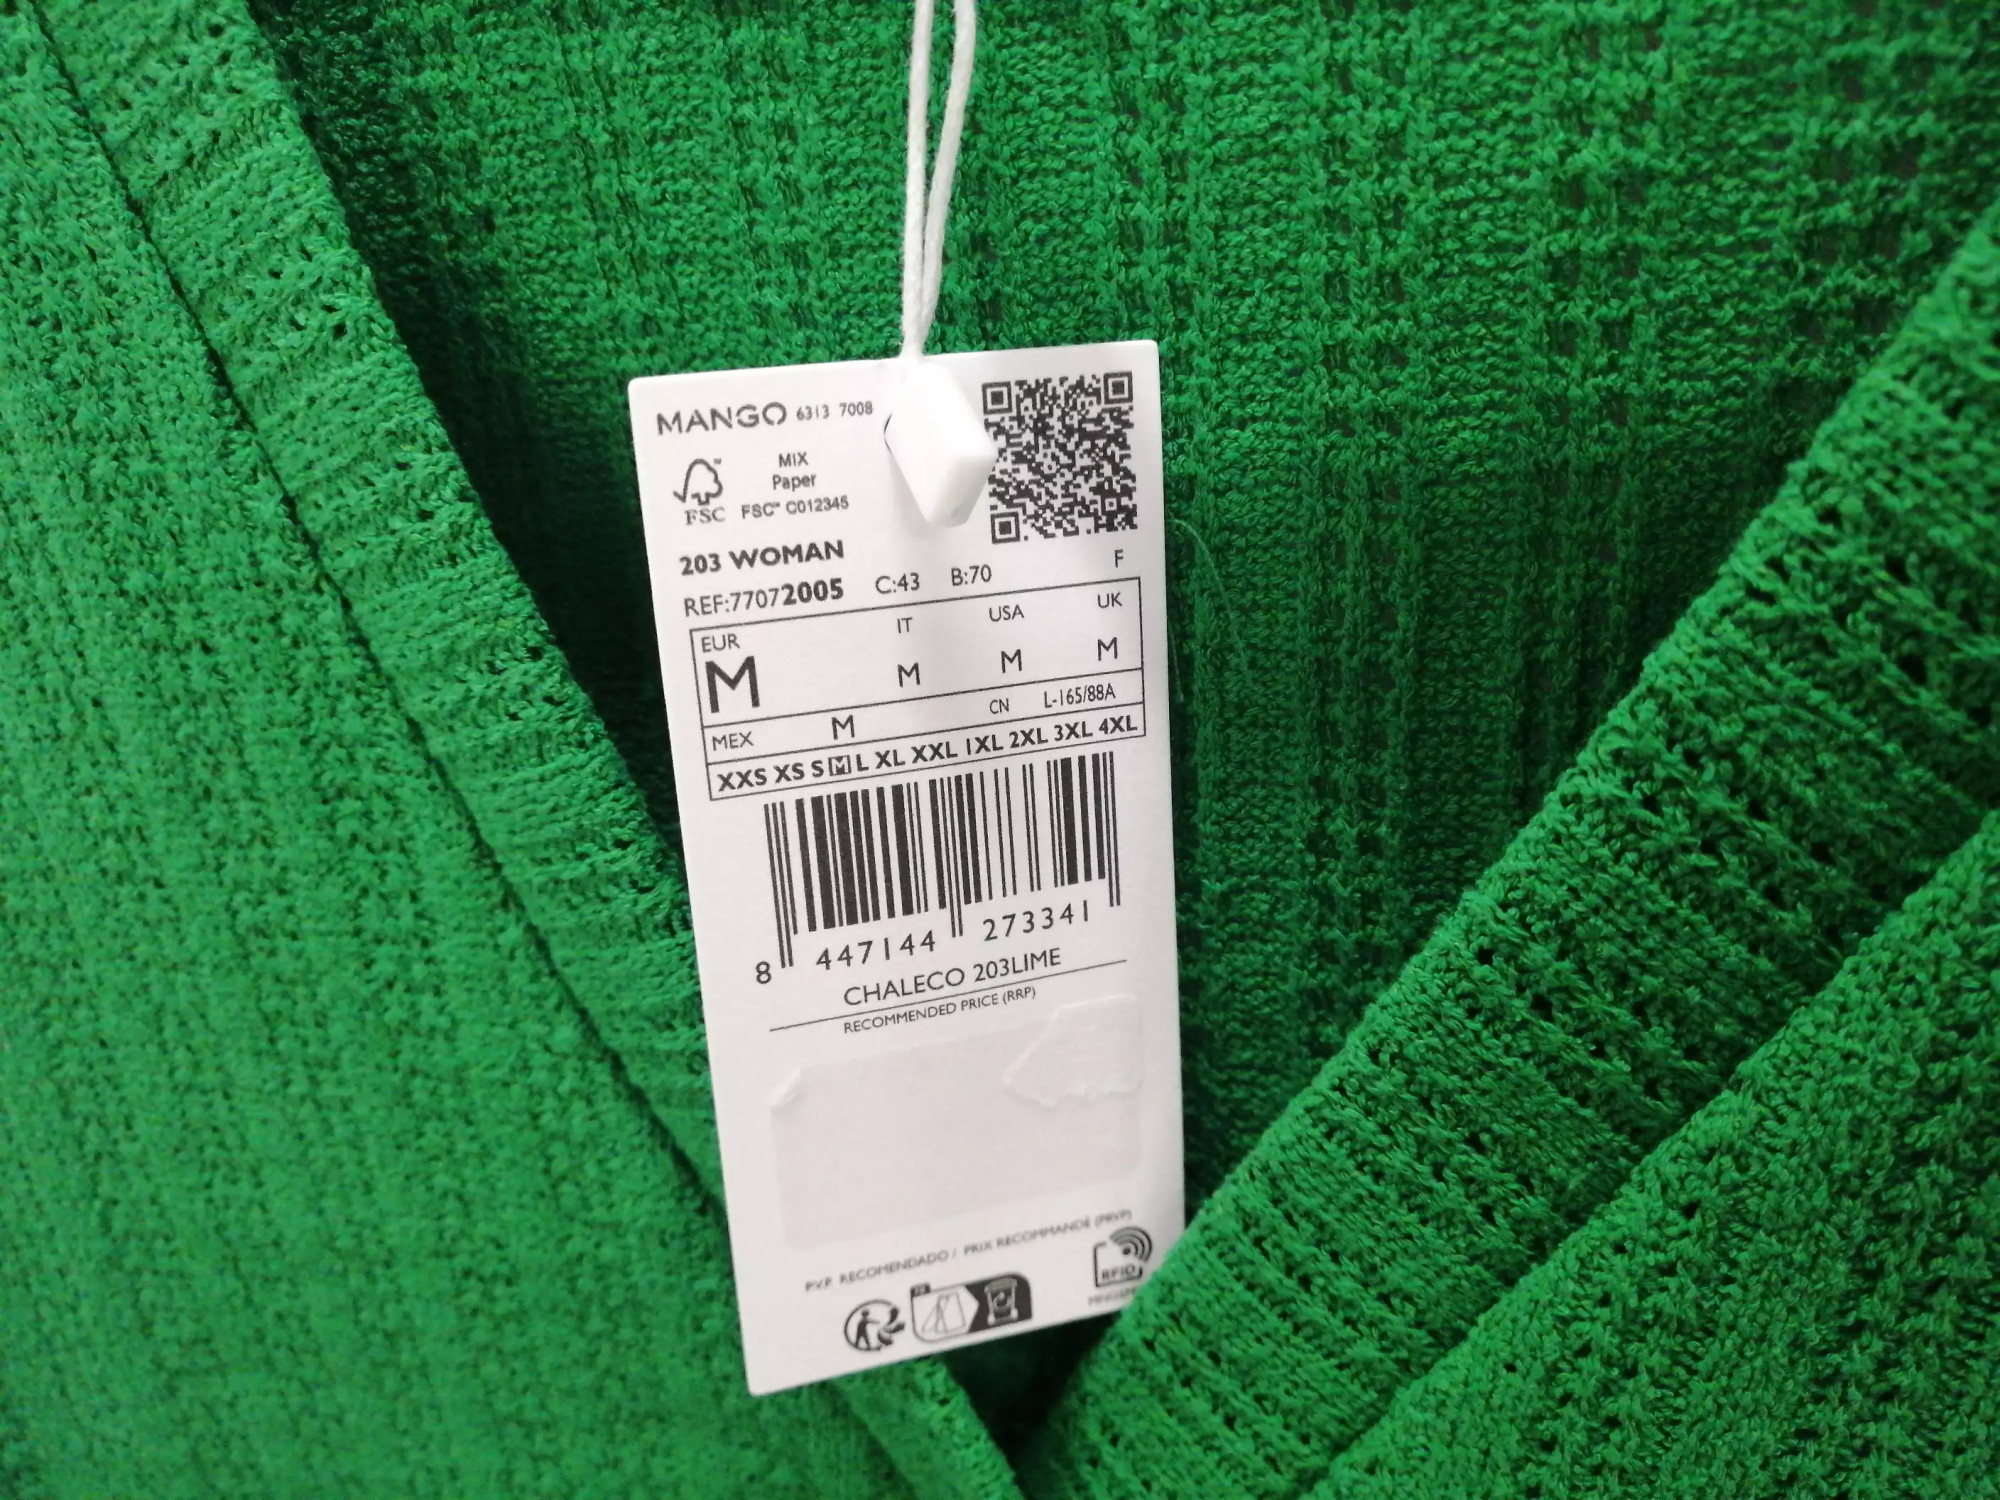 MANGO 6313 7008
MIX
Paper
FSC FSC™ C012345
203 WOMAN
REF:77072005 C:43 B:70 F
EUR IT USA UK
M M M M
MEX M CN L-165/88A
XXS XS S M L XL XXL 1XL 2XL 3XL 4XL
8 447144 273341
CHALECO 203LIME
RECOMMENDED PRICE (RRP)
P.V.P. RECOMENDADO / PRIX RECOMMANDÉ (PRVP)
RFID